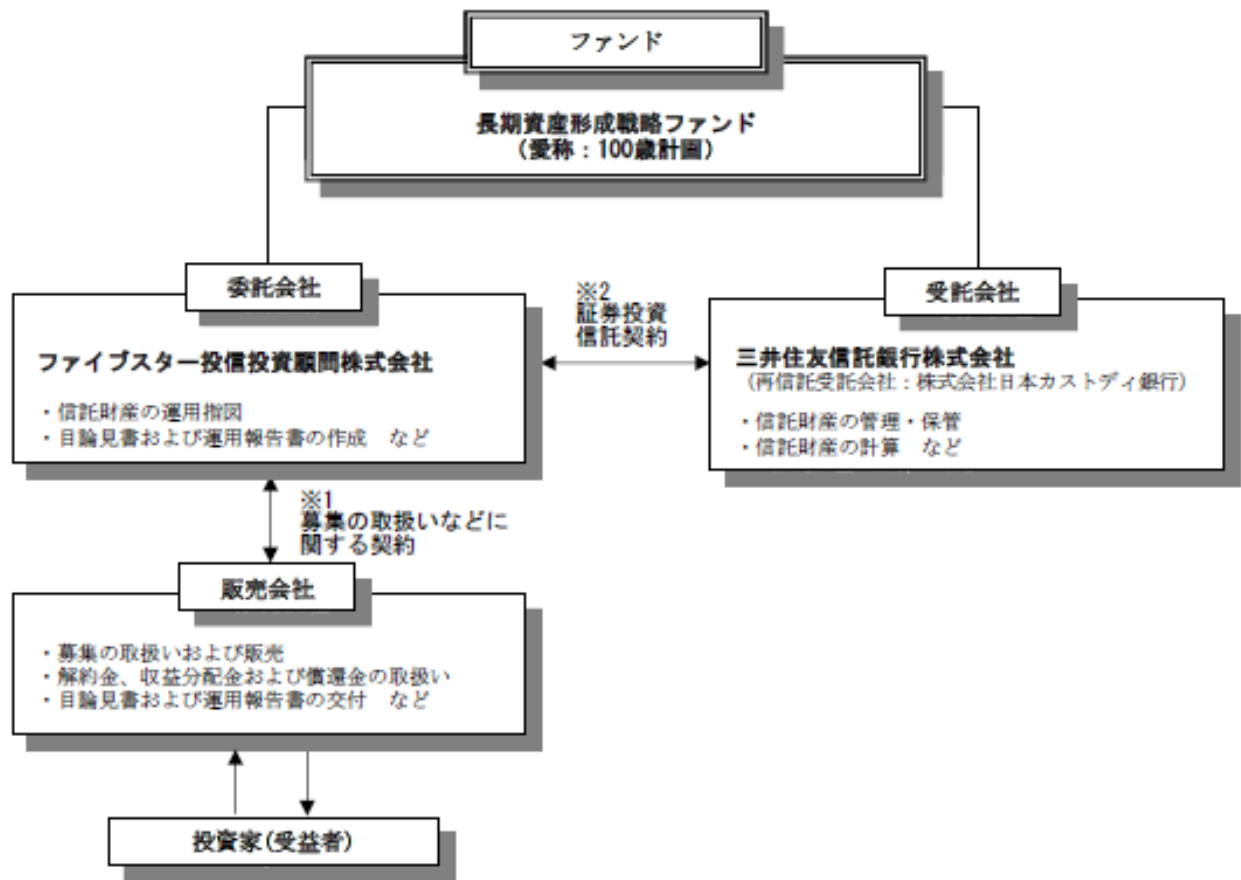 ファンド
長期資産形成戦略ファンド
（愛称：100歳計画）
委託会社
ファイブスター投信投資顧問株式会社
・信託財産の運用指図
・目論見書および運用報告書の作成　など
※2
証券投資
信託契約
受託会社
三井住友信託銀行株式会社
（再信託受託会社：株式会社日本カストディ銀行）
・信託財産の管理・保管
・信託財産の計算　など
※1
募集の取扱いなどに
関する契約
販売会社
・募集の取扱いおよび販売
・解約金、収益分配金および償還金の取扱い
・目論見書および運用報告書の交付　など
投資家(受益者)